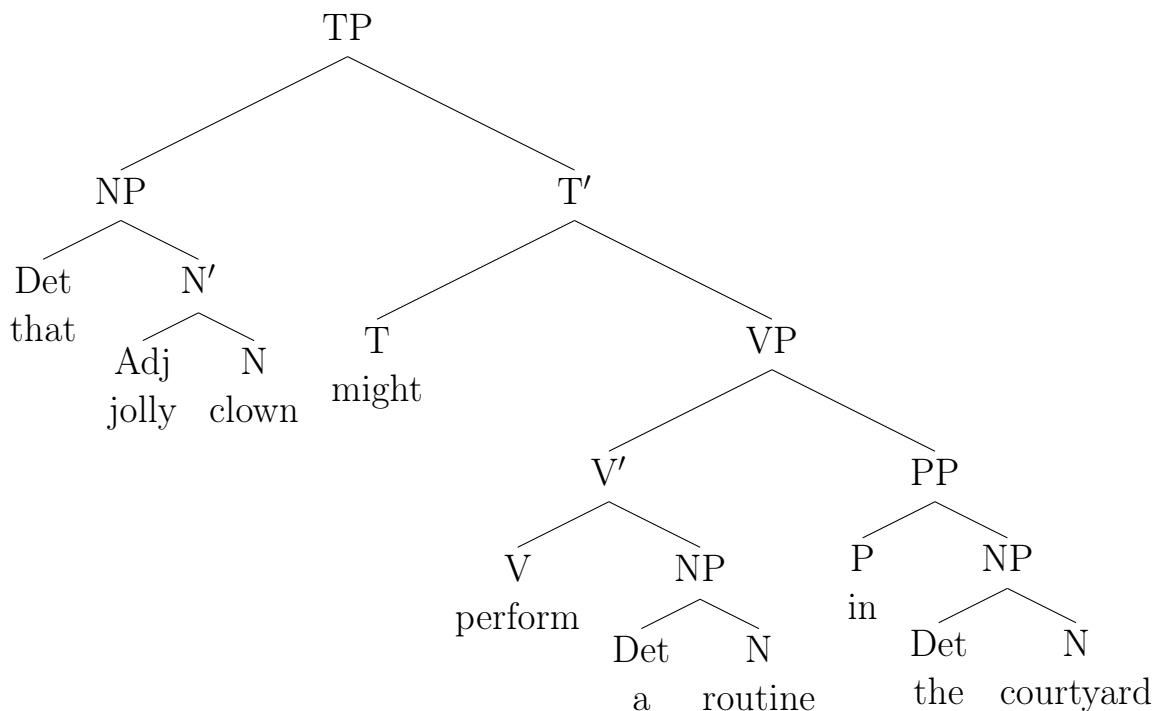 TP
NP T′
Det N′ T VP
that
Adj N might
jolly clown
V′ PP
V NP P NP
perform in
Det N Det N
a routine the courtyard